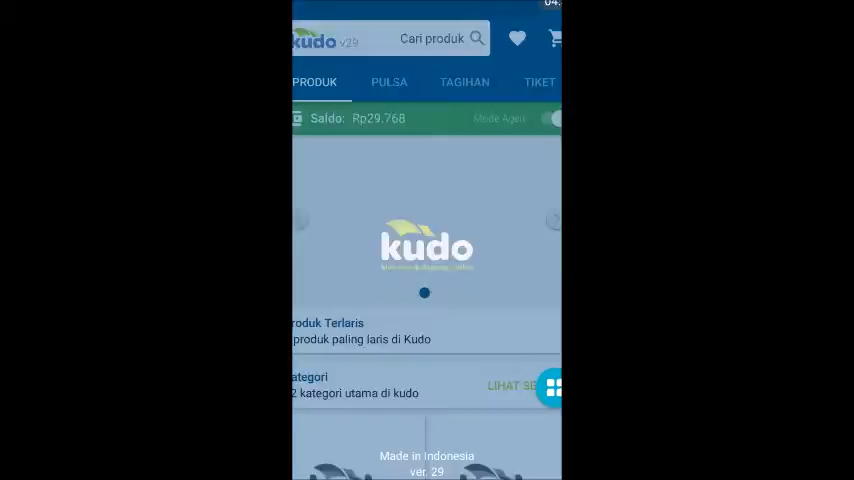 04:
kudo v29
Cari produk
PRODUK PULSA TAGIHAN TIKET
Saldo: Rp29.768 Mode Agen
kudo
roduk Terlaris
produk paling laris di Kudo
ategori
2 kategori utama di kudo
LIHAT SE
Made in Indonesia
ver. 29